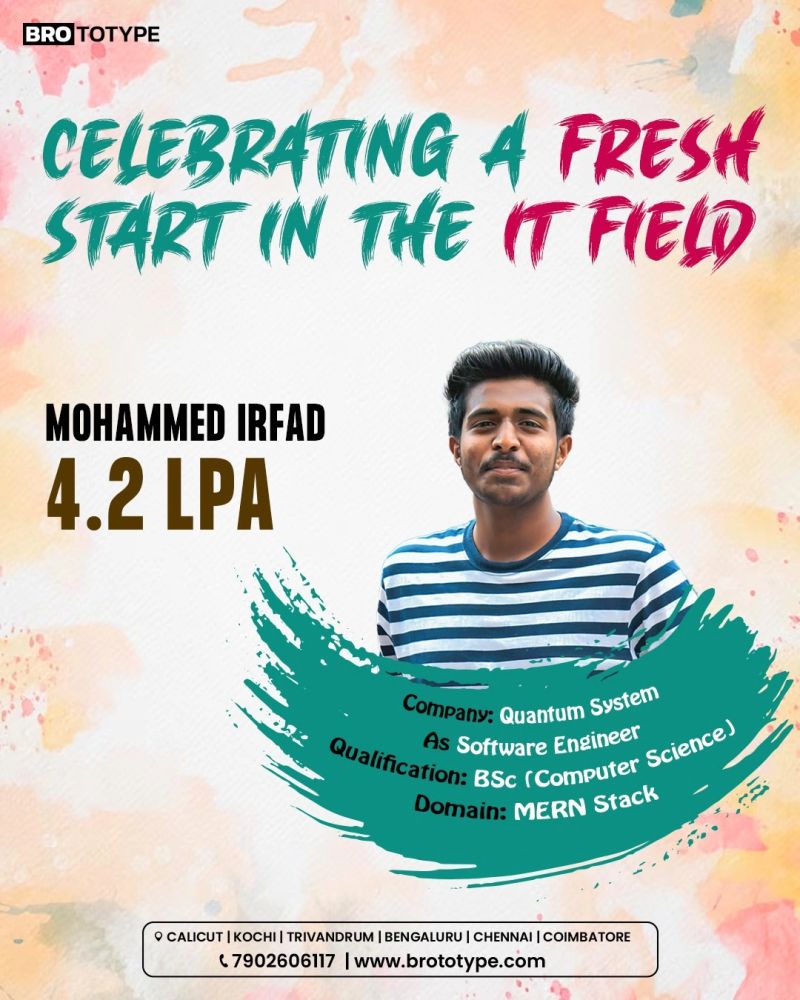 BROTOTYPE
CELEBRATING A FRESH
START IN THE IT FIELD
MOHAMMED IRFAD
4.2 LPA
Company: Quantum System
As Software Engineer
Qualification: BSc (Computer Science)
Domain: MERN Stack
CALICUT | KOCHI | TRIVANDRUM | BENGALURU | CHENNAI | COIMBATORE
7902606117 | www.brototype.com